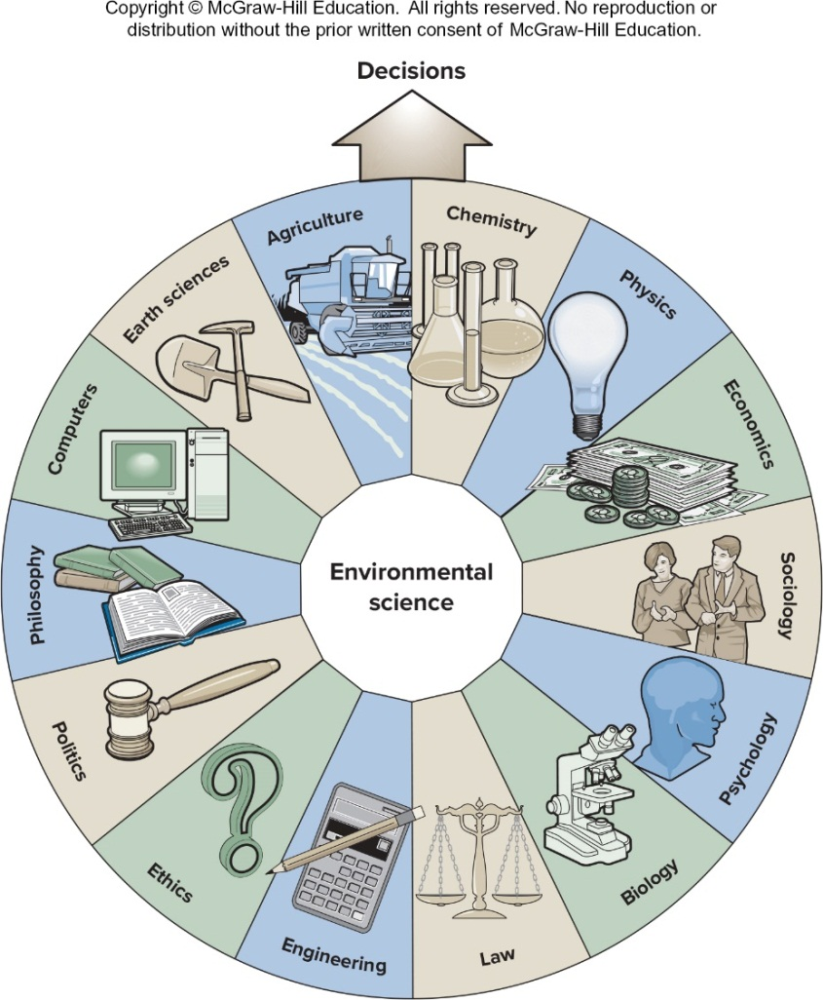 Copyright © McGraw-Hill Education.  All rights reserved. No reproduction or
distribution without the prior written consent of McGraw-Hill Education.
Decisions
Agriculture
Chemistry
Physics
Economics
Sociology
Psychology
Biology
Law
Engineering
Ethics
Politics
Philosophy
Computers
Earth sciences
Environmental
science